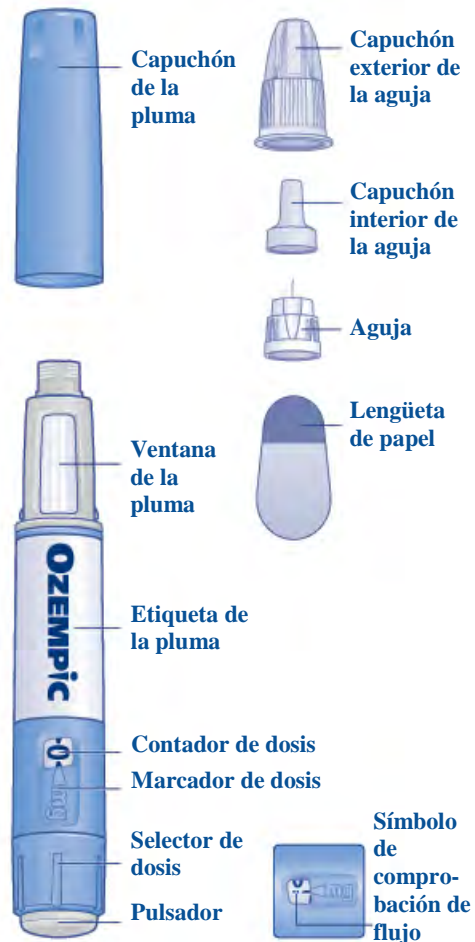 Capuchón
de la
pluma
Capuchón
exterior de
la aguja
Capuchón
interior de
la aguja
Aguja
Lengüeta
de papel
Ventana
de la
pluma
OZEMPIC
Etiqueta de
la pluma
0
Contador de dosis
mg
Marcador de dosis
Selector de
dosis
Pulsador
Símbolo
de
compro-
bación de
flujo
mg